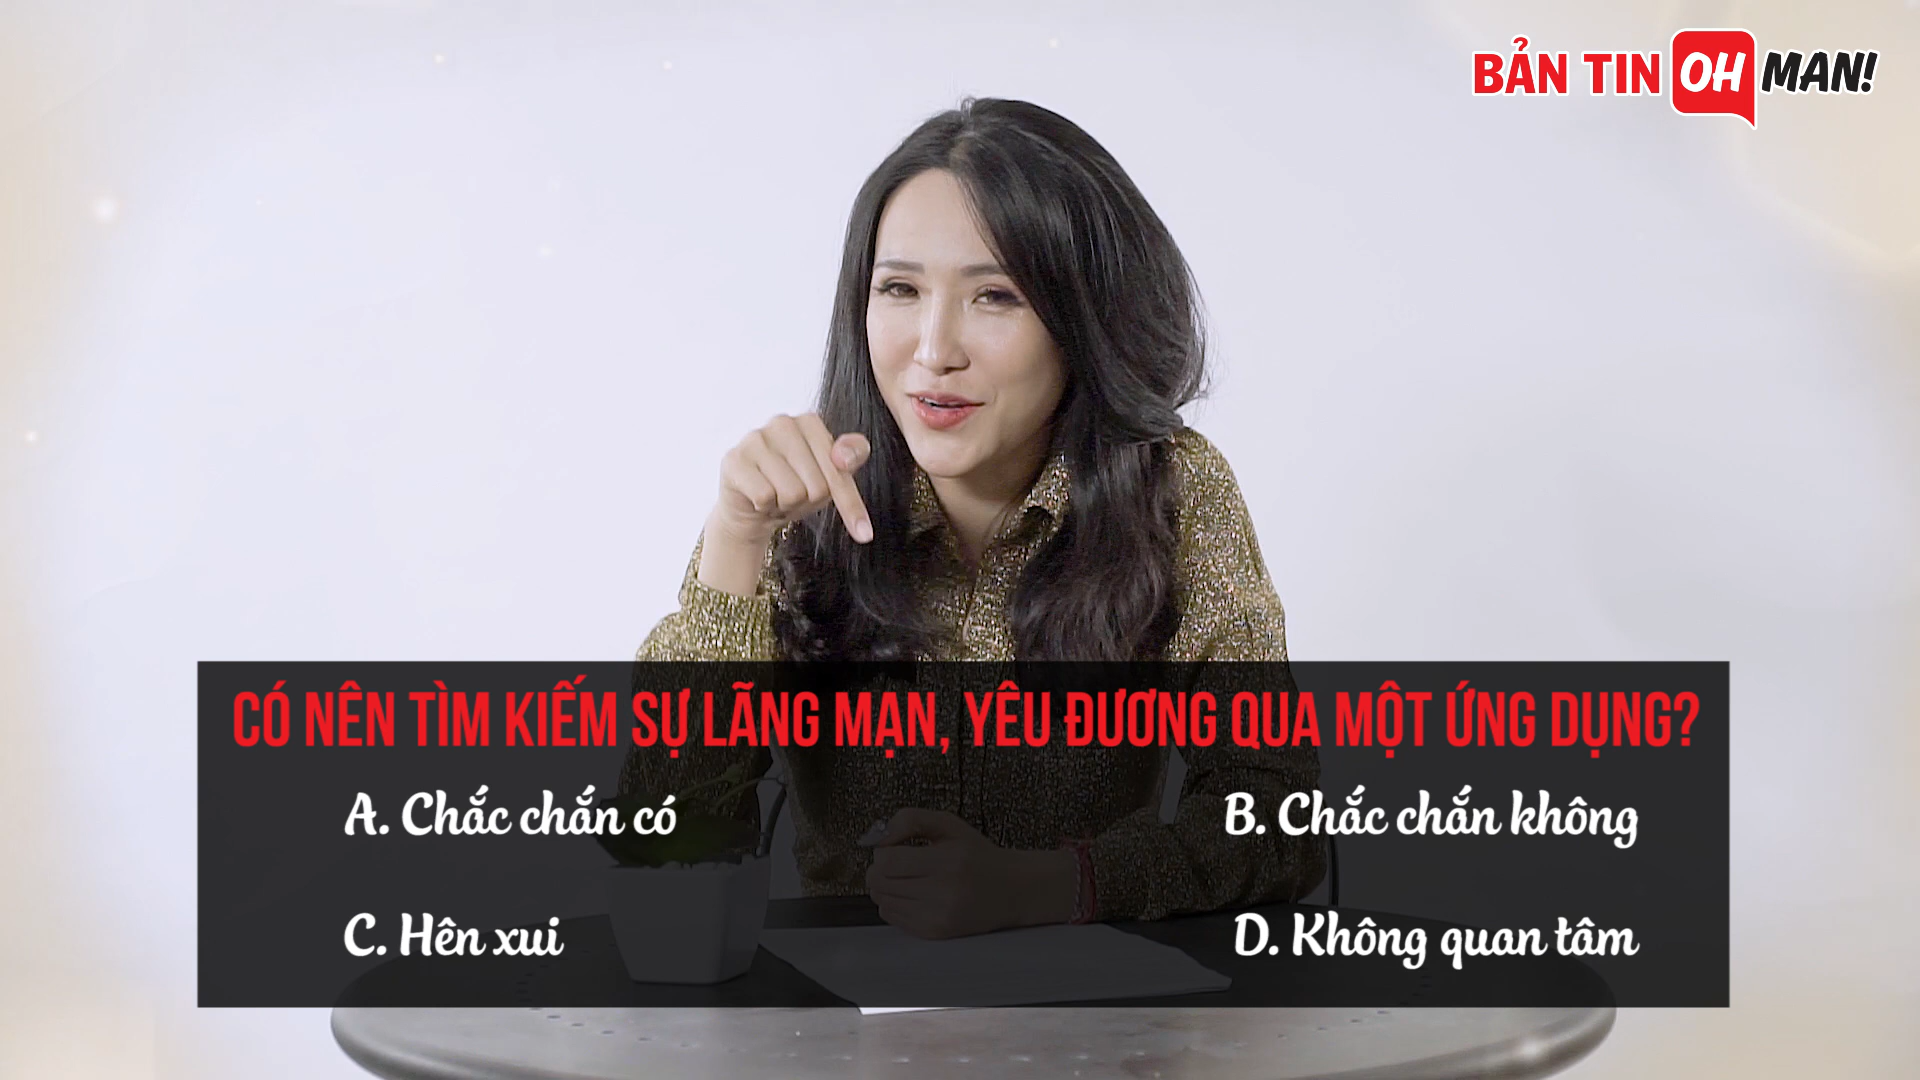 BẢN TIN OH MAN!
CÓ NÊN TÌM KIẾM SỰ LÃNG MẠN, YÊU ĐƯƠNG QUA MỘT ỨNG DỤNG?
A. Chắc chắn có
B. Chắc chắn không
C. Hên xui
D. Không quan tâm